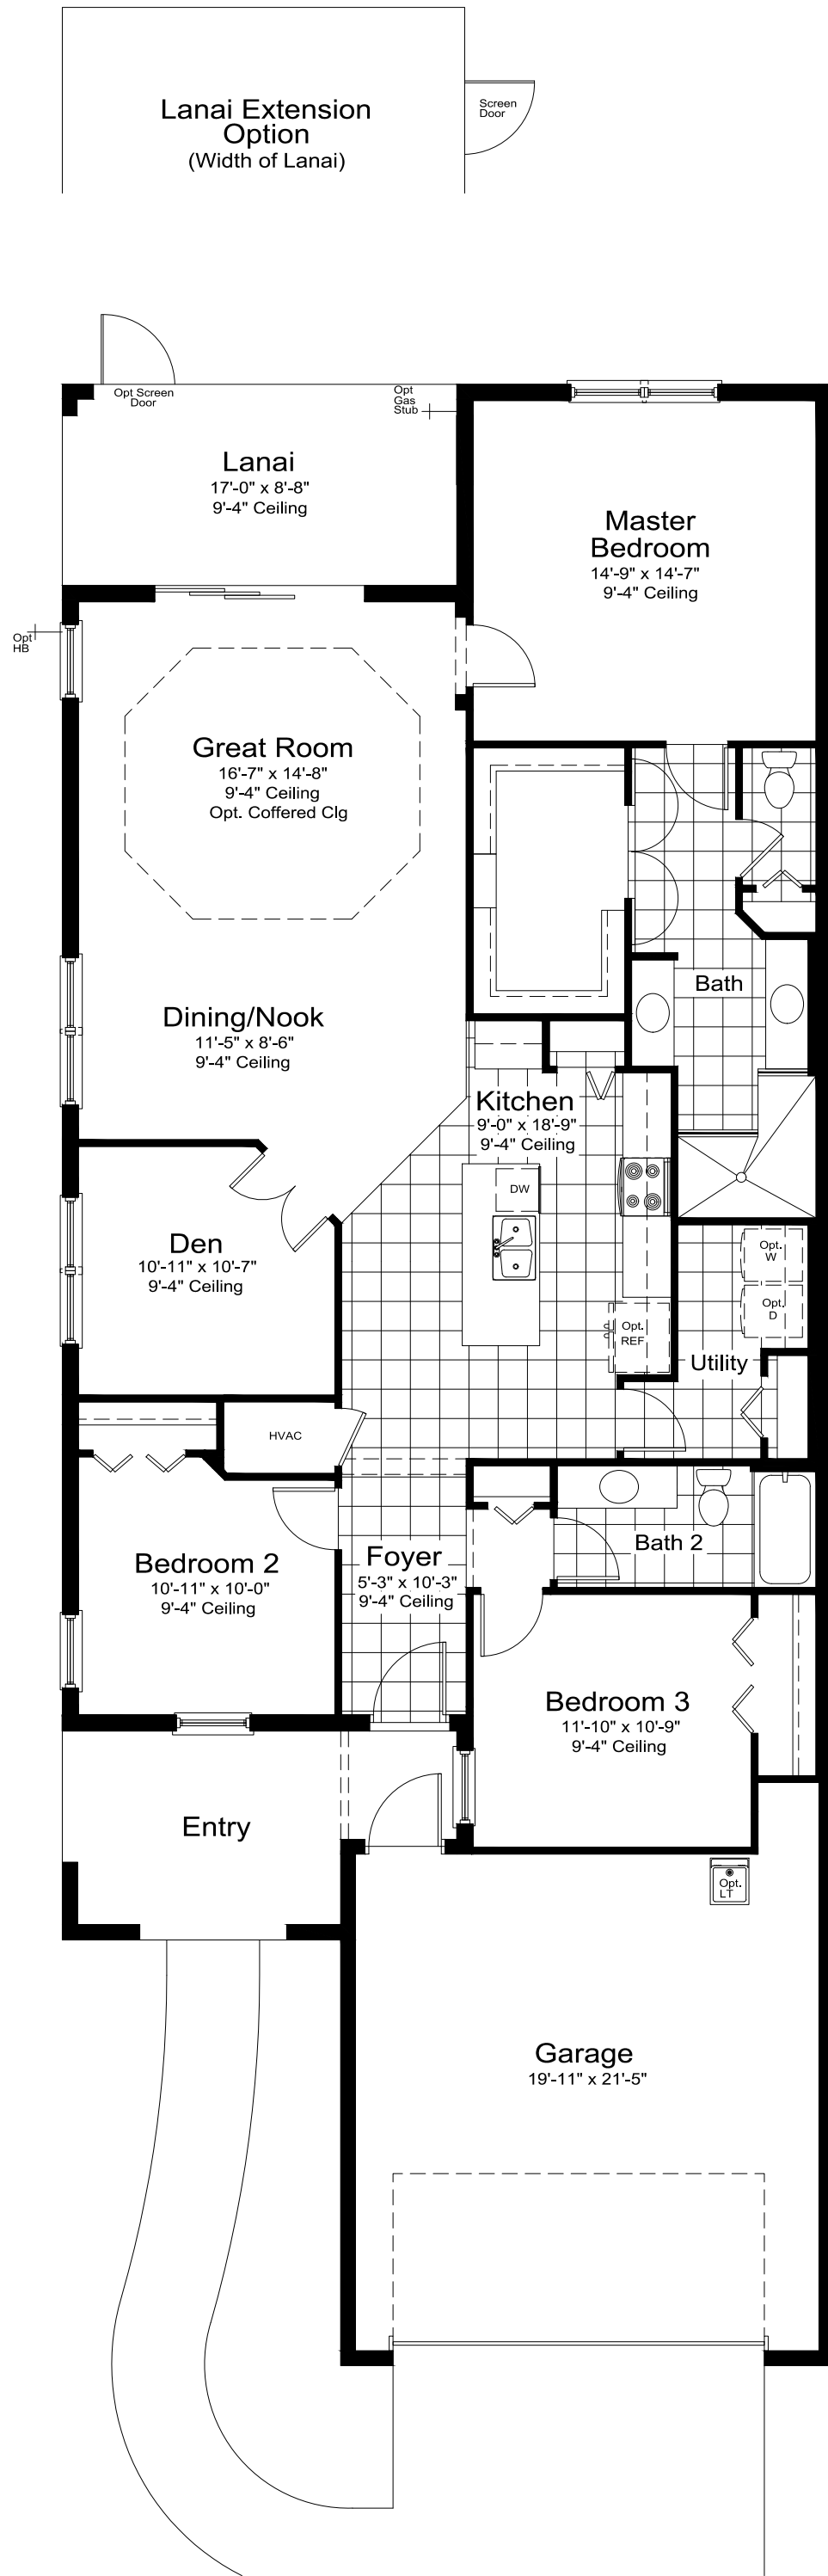 Lanai Extension
Option
(Width of Lanai)
Screen
Door
Opt Screen
Door
Opt
Gas
Stub
Lanai
17'-0" x 8'-8"
9'-4" Ceiling
Master
Bedroom
14'-9" x 14'-7"
9'-4" Ceiling
Opt
HB
Great Room
16'-7" x 14'-8"
9'-4" Ceiling
Opt. Coffered Clg
Bath
Dining/Nook
11'-5" x 8'-6"
9'-4" Ceiling
Kitchen
9'-0" x 18'-9"
9'-4" Ceiling
DW
Den
10'-11" x 10'-7"
9'-4" Ceiling
Opt.
W
Opt.
D
Opt.
REF
Utility
HVAC
Bath 2
Foyer
5'-3" x 10'-3"
9'-4" Ceiling
Bedroom 2
10'-11" x 10'-0"
9'-4" Ceiling
Bedroom 3
11'-10" x 10'-9"
9'-4" Ceiling
Entry
Opt.
LT
Garage
19'-11" x 21'-5"